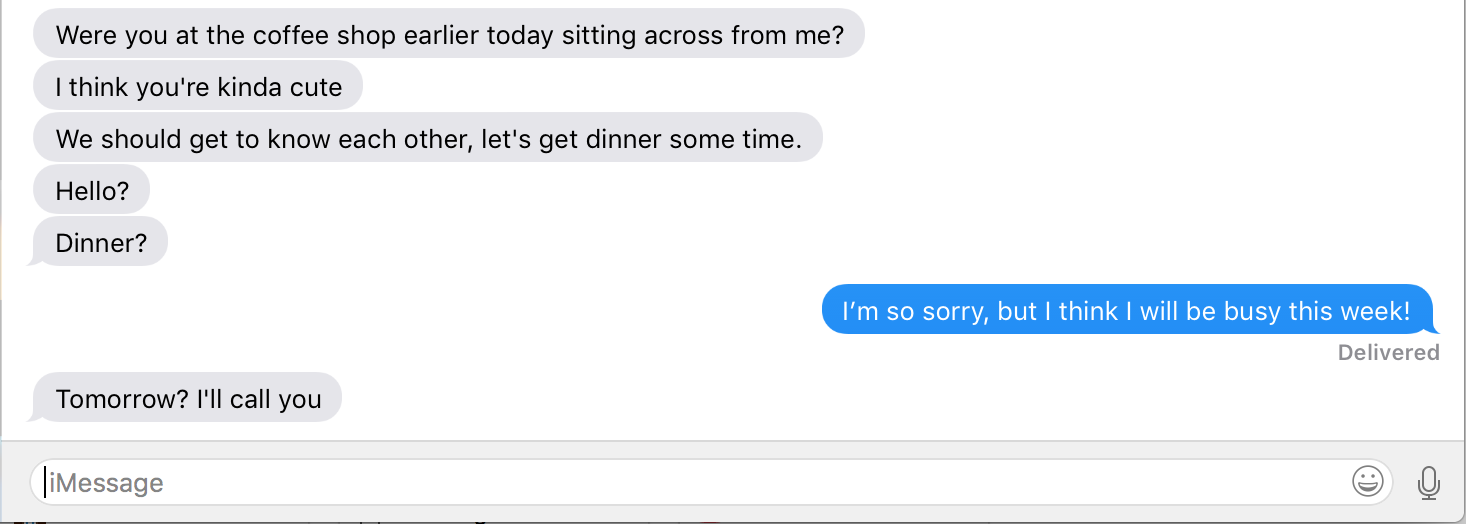 Were you at the coffee shop earlier today sitting across from me?
I think you're kinda cute
We should get to know each other, let's get dinner some time.
Hello?
Dinner?
I’m so sorry, but I think I will be busy this week!
Delivered
Tomorrow? I'll call you
iMessage